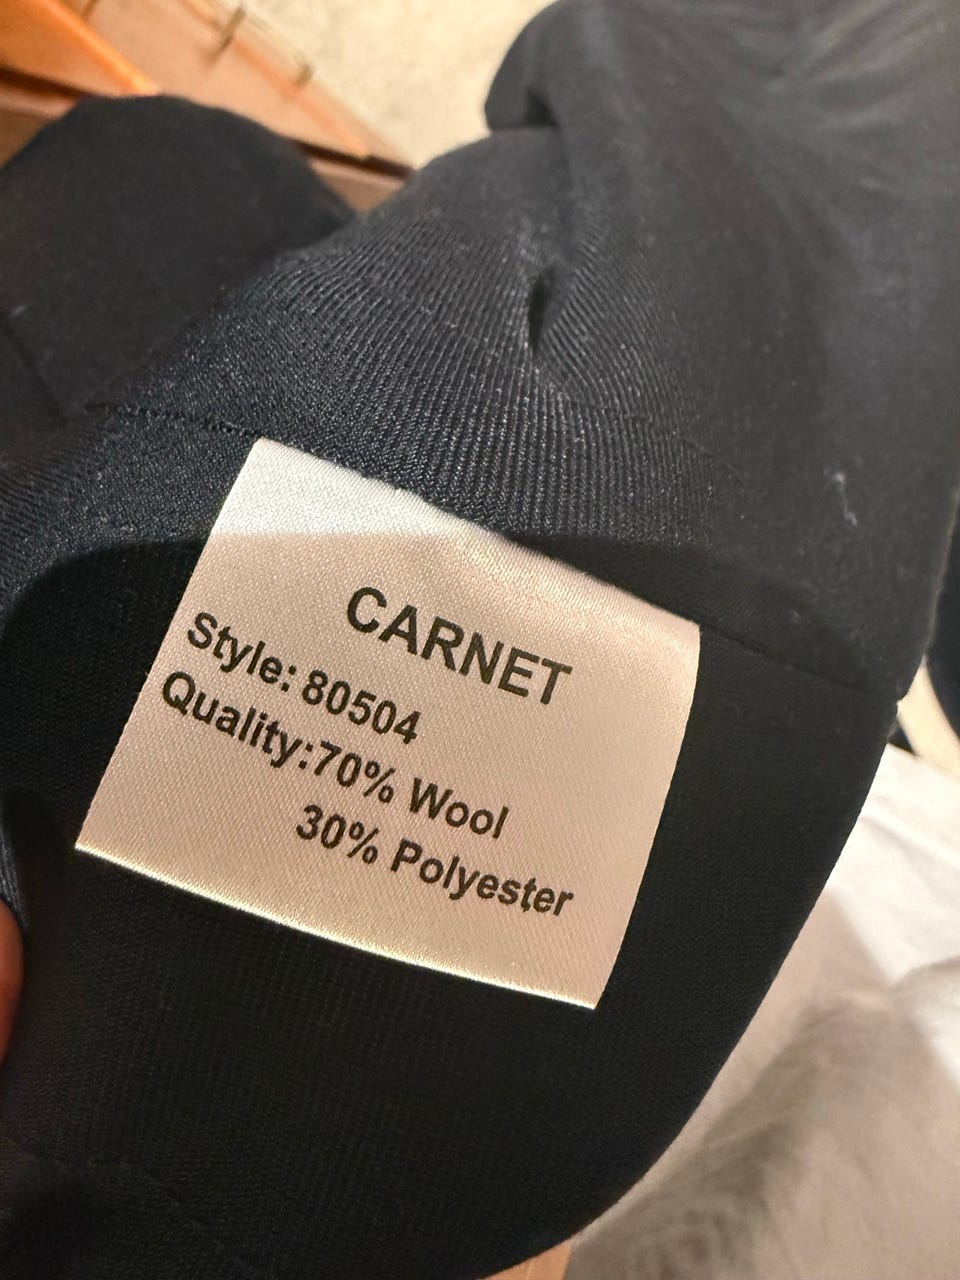 CARNET
Style: 80504
Quality:70% Wool
30% Polyester